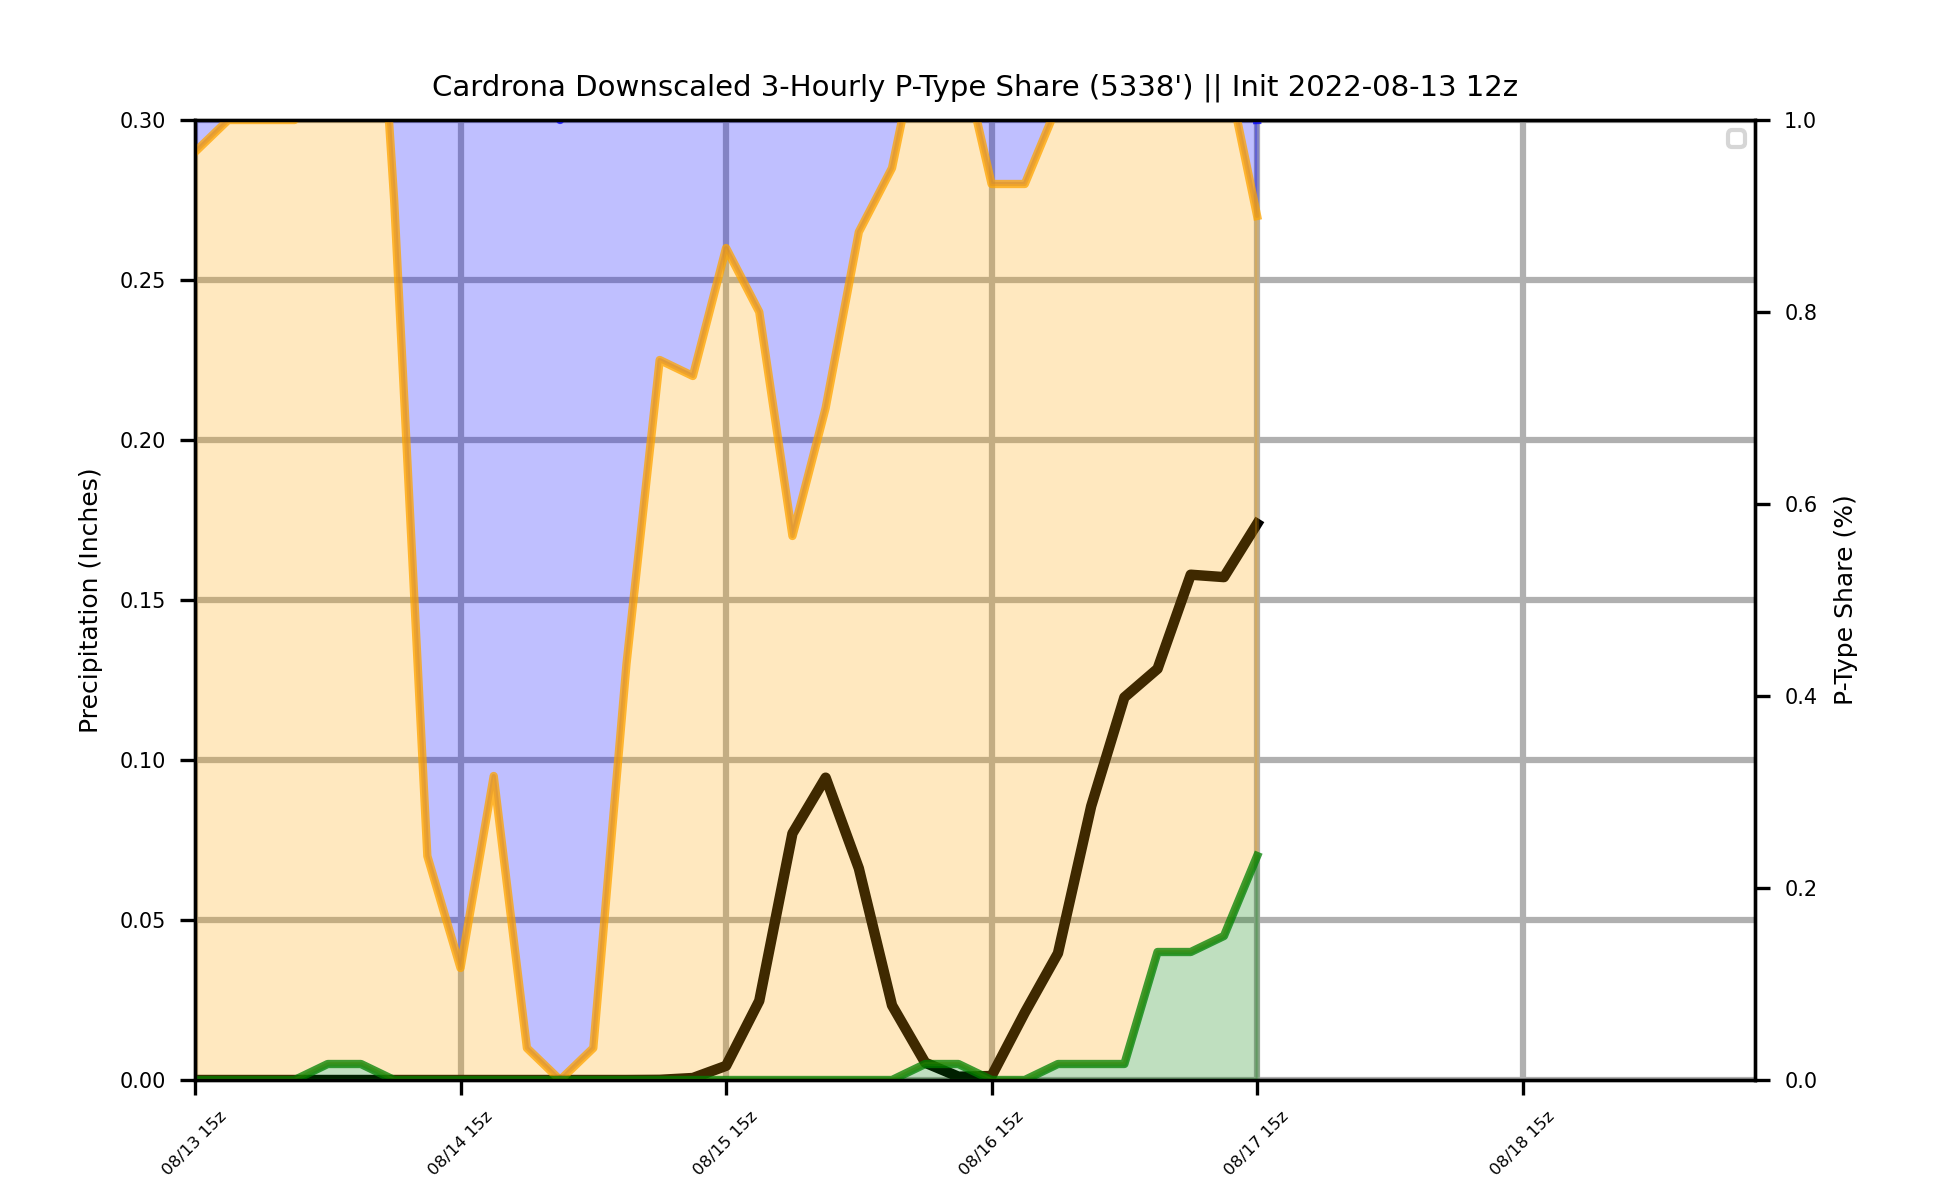 Cardrona Downscaled 3-Hourly P-Type Share (5338') || Init 2022-08-13 12z
0.30
0.25
0.20
0.15
0.10
0.05
0.00
Precipitation (Inches)
1.0
0.8
0.6
0.4
0.2
0.0
P-Type Share (%)
08/13 15z
08/14 15z
08/15 15z
08/16 15z
08/17 15z
08/18 15z